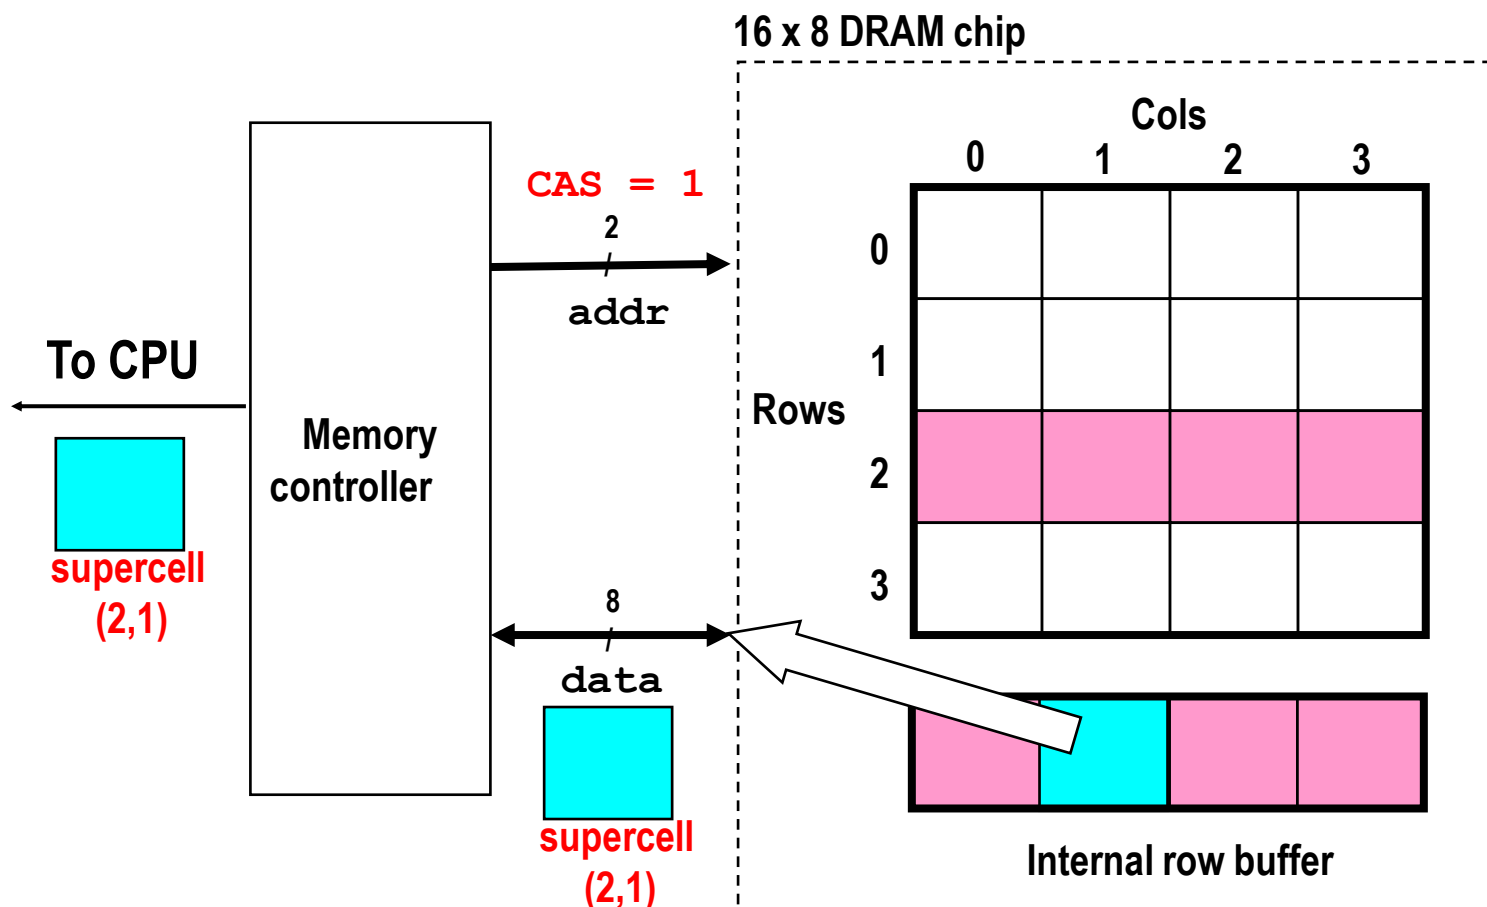 16 x 8 DRAM chip
Cols
0 1 2 3
CAS = 1
2
addr
0
To CPU
1
Rows
Memory
controller
2
supercell
(2,1)
3
8
data
supercell
(2,1)
Internal row buffer